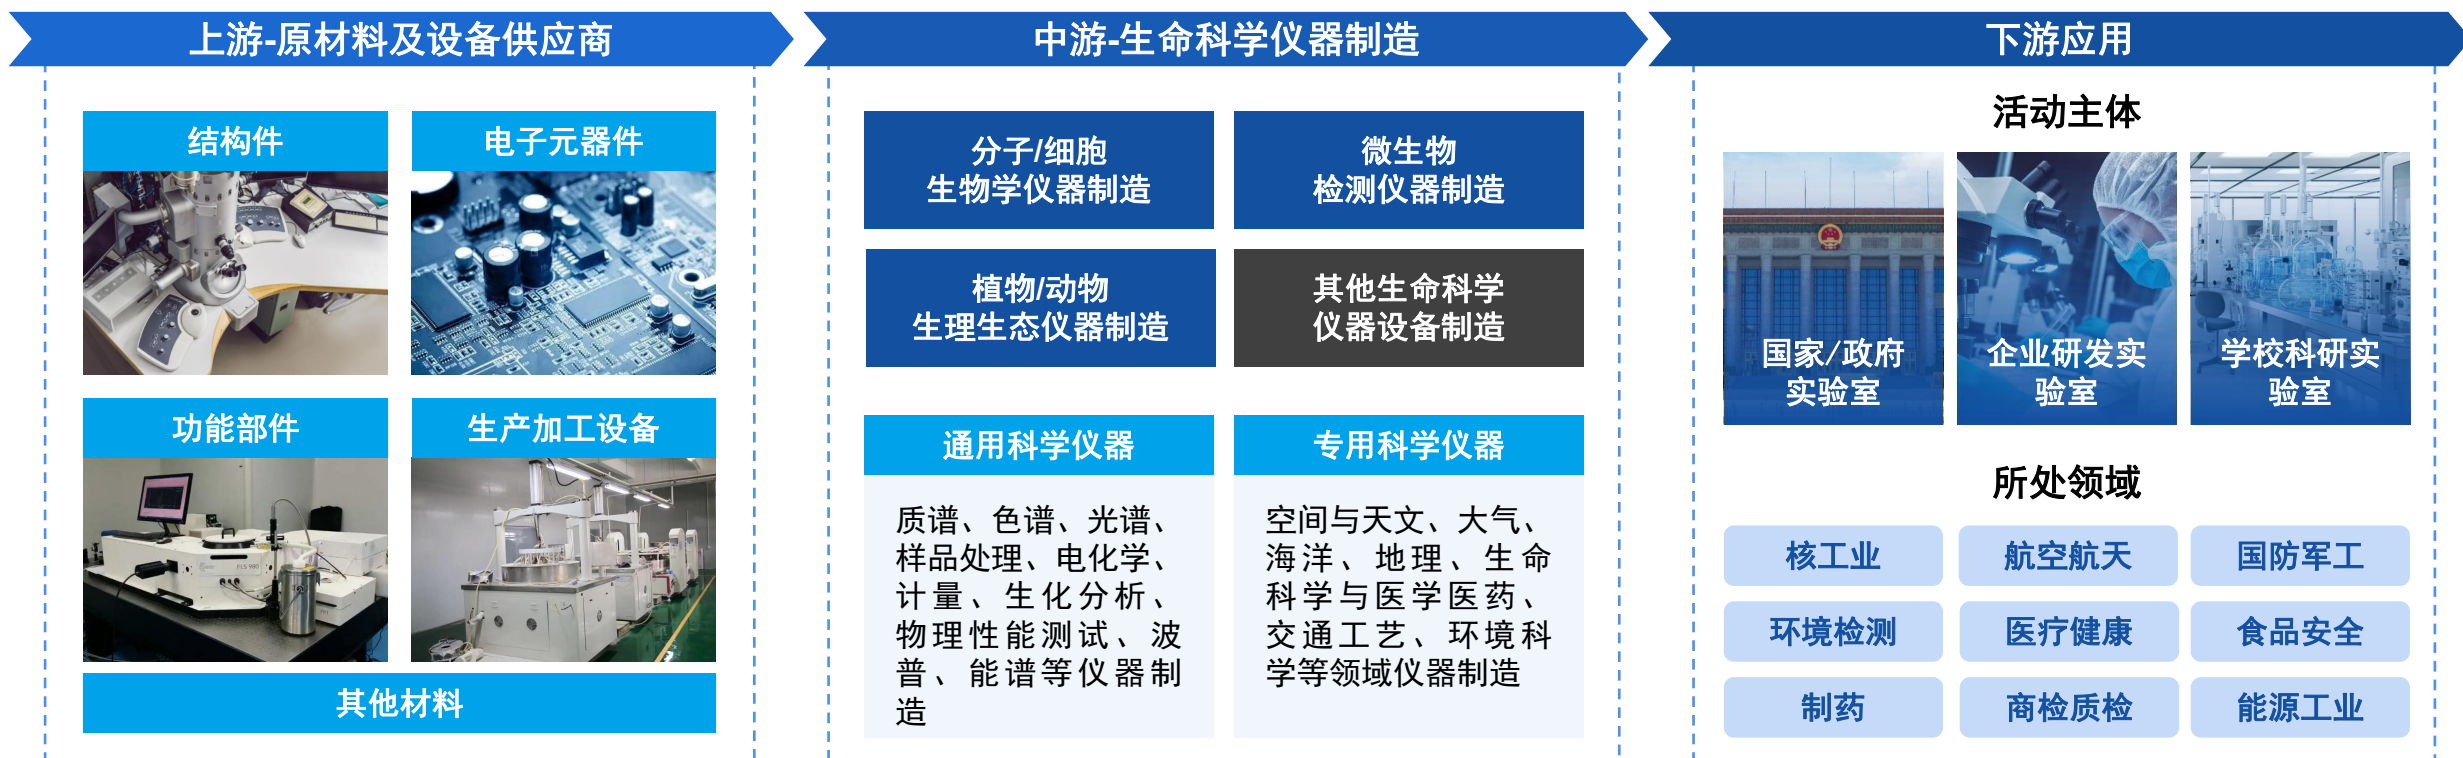 上游-原材料及设备供应商
结构件
电子元器件
功能部件
生产加工设备
FLS 980
其他材料
中游-生命科学仪器制造
分子/细胞
生物学仪器制造
微生物
检测仪器制造
植物/动物
生理生态仪器制造
其他生命科学
仪器设备制造
通用科学仪器
质谱、色谱、光谱、
样品处理、电化学、
计量、生化分析、
物理性能测试、波
普、能谱等仪器制
造
专用科学仪器
空间与天文、大气、
海洋、地理、生命
科学与医学医药、
交通工艺、环境科
学等领域仪器制造
下游应用
活动主体
国家/政府
实验室
企业研发实
验室
学校科研实
验室
所处领域
核工业
航空航天
国防军工
环境检测
医疗健康
食品安全
制药
商检质检
能源工业